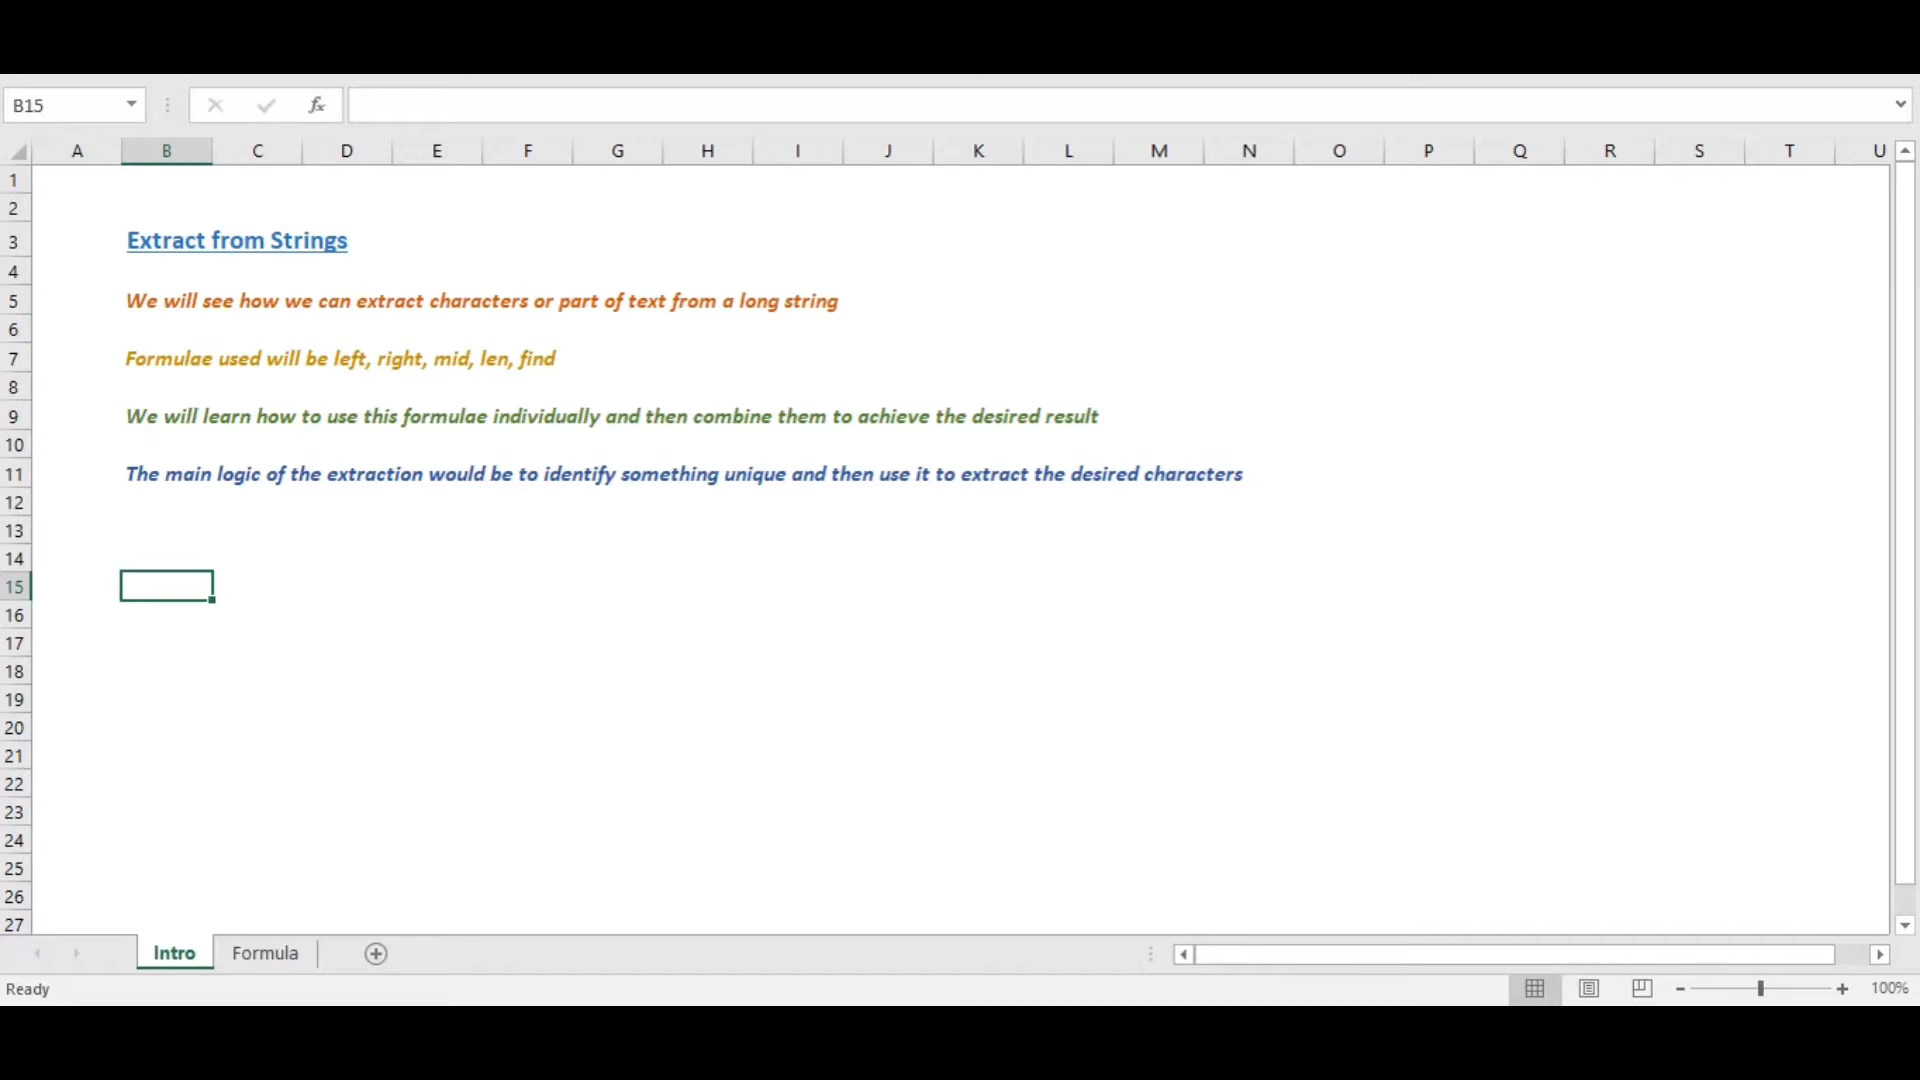 B15
fx
A B C D E F G H I J K L M N O P Q R S T U
1
2
3 Extract from Strings
4
5 We will see how we can extract characters or part of text from a long string
6
7 Formulae used will be left, right, mid, len, find
8
9 We will learn how to use this formulae individually and then combine them to achieve the desired result
10
11 The main logic of the extraction would be to identify something unique and then use it to extract the desired characters
12
13
14
15
16
17
18
19
20
21
22
23
24
25
26
27
Intro Formula
Ready 100%